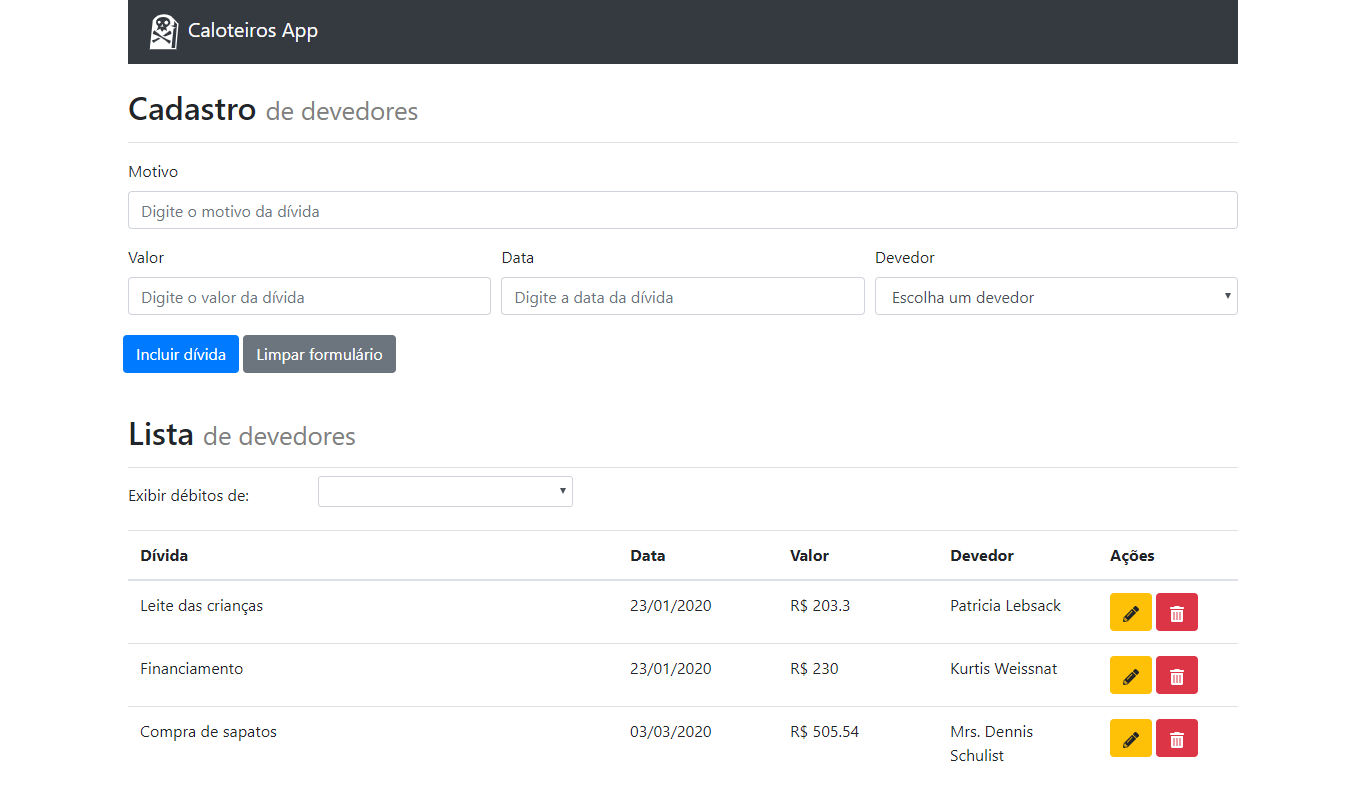 Caloteiros App
Cadastro de devedores
Motivo
Digite o motivo da dívida
Valor Data Devedor
Digite o valor da dívida Digite a data da dívida Escolha um devedor
Incluir dívida Limpar formulário
Lista de devedores
Exibir débitos de:
Dívida Data Valor Devedor Ações
Leite das crianças 23/01/2020 R$ 203.3 Patricia Lebsack
Financiamento 23/01/2020 R$ 230 Kurtis Weissnat
Compra de sapatos 03/03/2020 R$ 505.54 Mrs. Dennis
Schulist